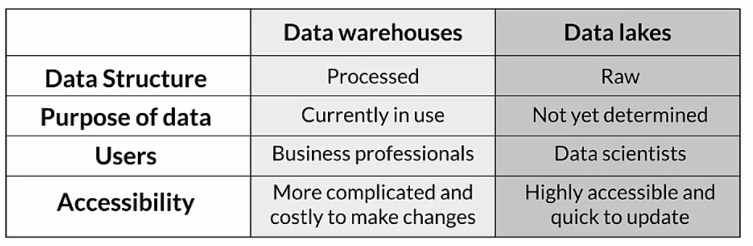 Data warehouses Data lakes
Data Structure Processed Raw
Purpose of data Currently in use Not yet determined
Users Business professionals Data scientists
Accessibility More complicated and costly to make changes Highly accessible and quick to update